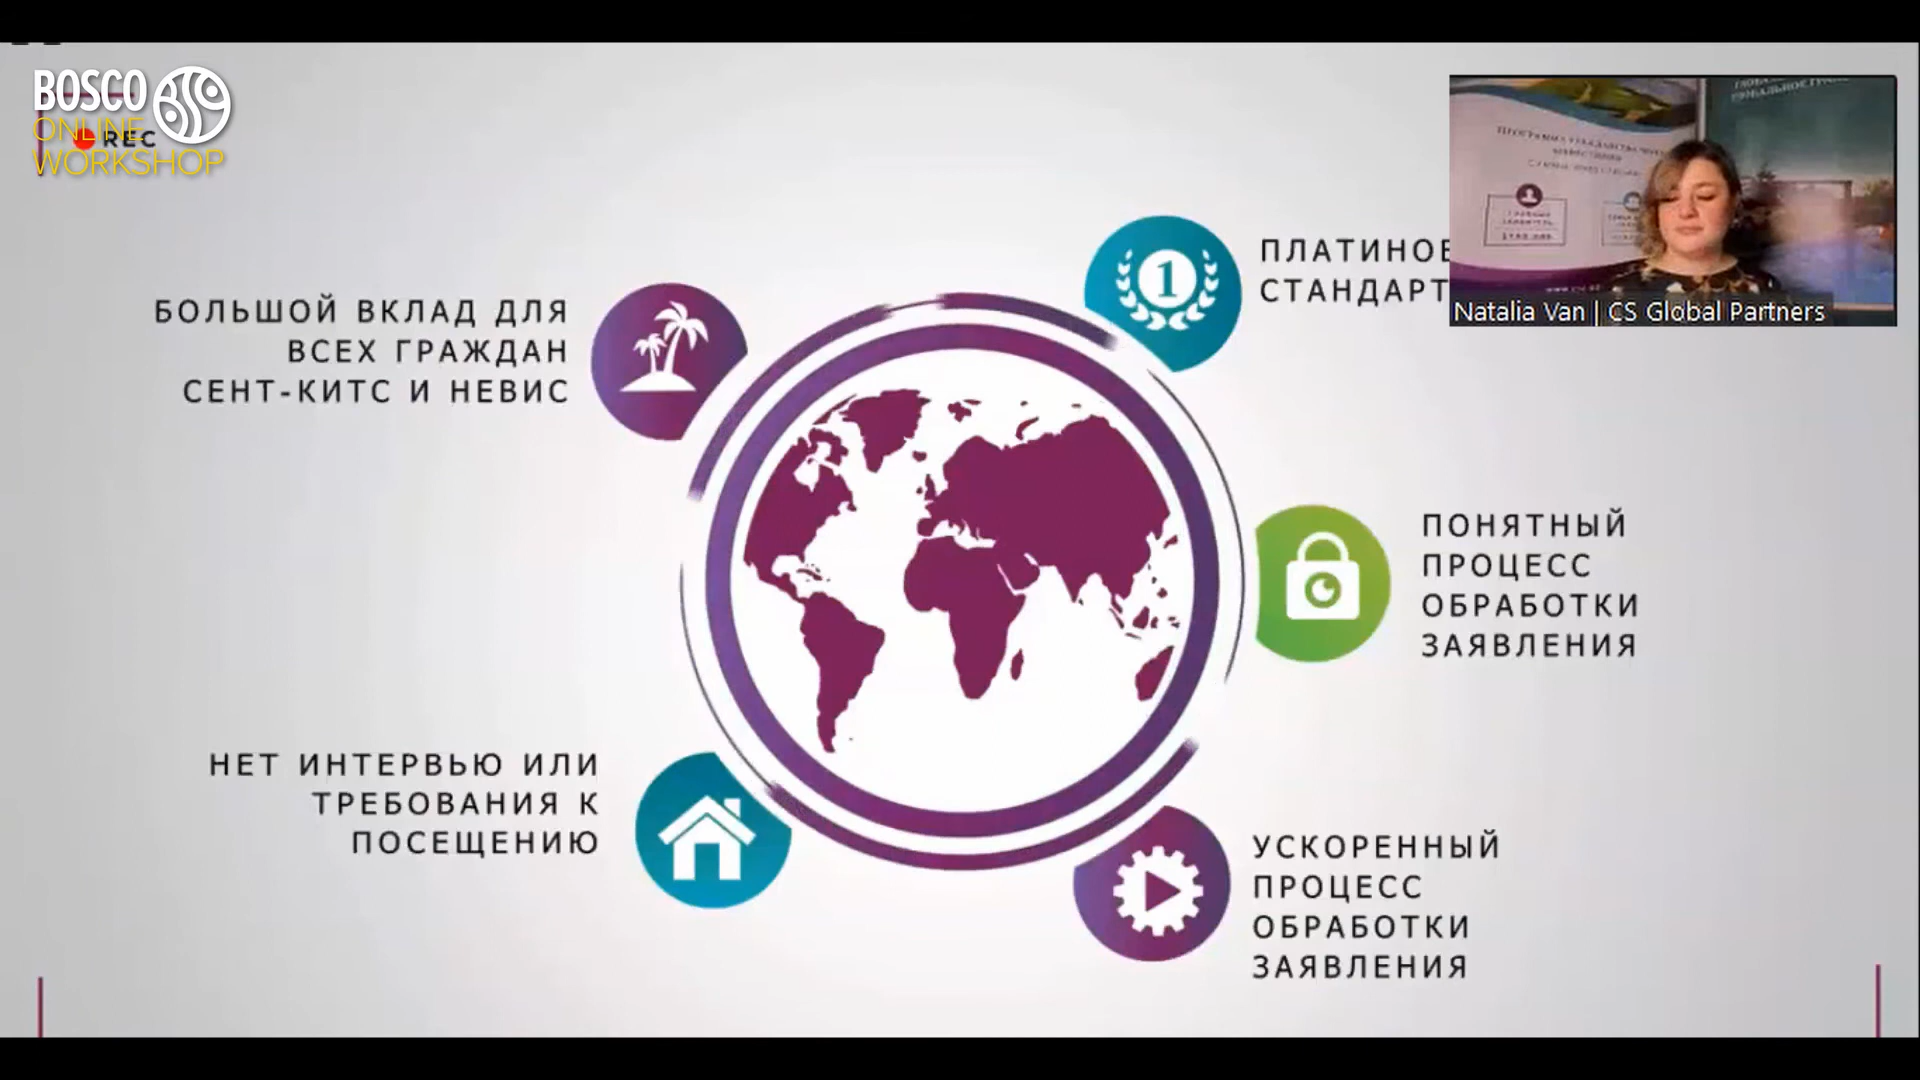 BOSCO
ONLINE
REC
WORKSHOP
БОЛЬШОЙ ВКЛАД ДЛЯ
ВСЕХ ГРАЖДАН
СЕНТ-КИТС И НЕВИС
ПЛАТИНОВ
СТАНДАРТ
Natalia Van | CS Global Partners
ПОНЯТНЫЙ
ПРОЦЕСС
ОБРАБОТКИ
ЗАЯВЛЕНИЯ
НЕТ ИНТЕРВЬЮ ИЛИ
ТРЕБОВАНИЯ К
ПОСЕЩЕНИЮ
УСКОРЕННЫЙ
ПРОЦЕСС
ОБРАБОТКИ
ЗАЯВЛЕНИЯ